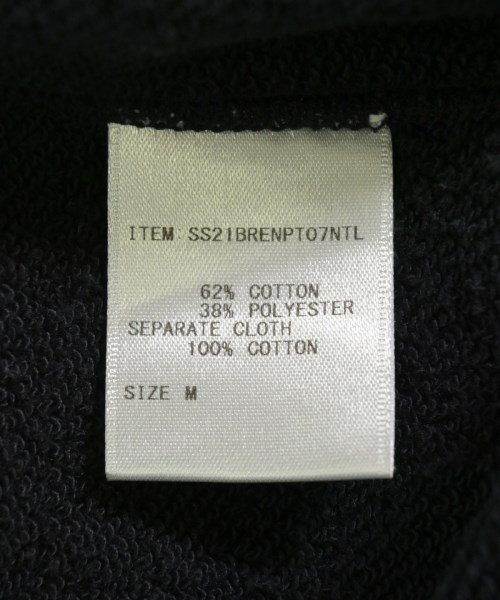 ITEM SS21BRENPT07NTL
62% COTTON
38% POLYESTER
SEPARATE CLOTH
100% COTTON
SIZE M